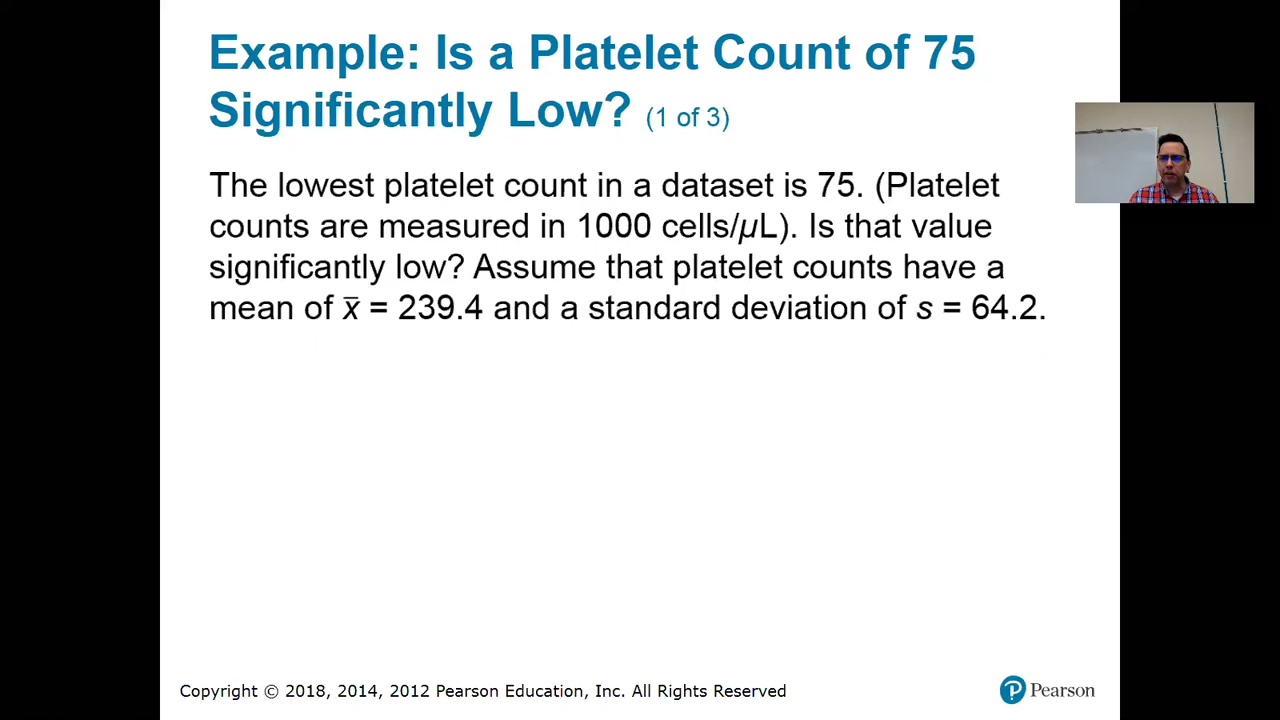 Example: Is a Platelet Count of 75
Significantly Low? (1 of 3)
The lowest platelet count in a dataset is 75. (Platelet
counts are measured in 1000 cells/μL). Is that value
significantly low? Assume that platelet counts have a
mean of x̅ = 239.4 and a standard deviation of s = 64.2.
Copyright © 2018, 2014, 2012 Pearson Education, Inc. All Rights Reserved
P Pearson